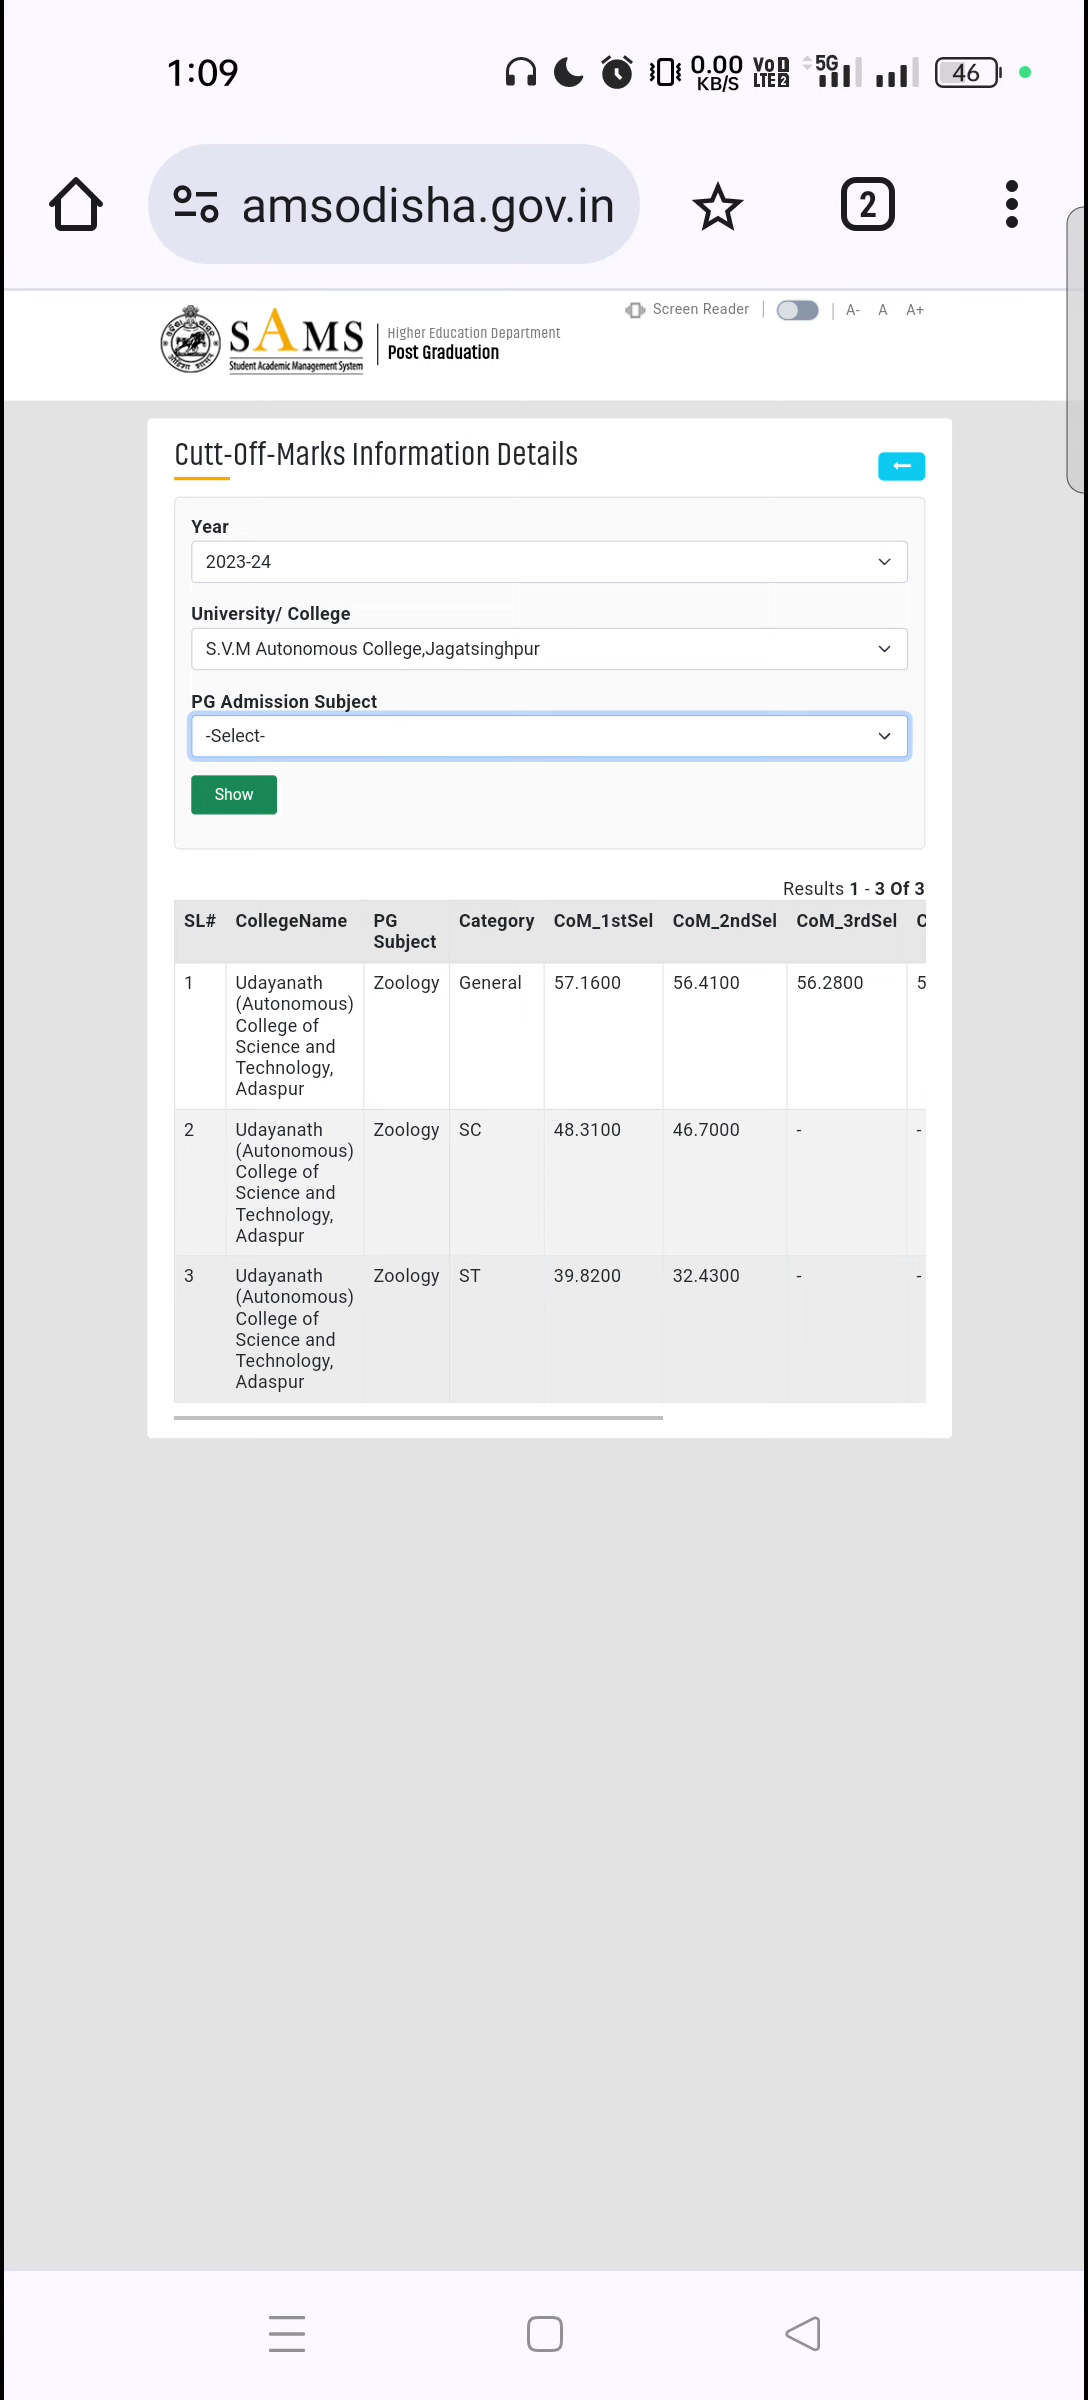 1:09
0.00 KB/S
Vo LTE 2
5G
46
amsodisha.gov.in
2
Screen Reader | | A- A A+
SAMS
Student Academic Management System
Higher Education Department
Post Graduation
Cutt-Off-Marks Information Details
Year
2023-24
University/ College
S.V.M Autonomous College,Jagatsinghpur
PG Admission Subject
-Select-
Show
Results 1 - 3 Of 3
SL# CollegeName PG Subject Category CoM_1stSel CoM_2ndSel CoM_3rdSel C
1 Udayanath (Autonomous) College of Science and Technology, Adaspur Zoology General 57.1600 56.4100 56.2800 5
2 Udayanath (Autonomous) College of Science and Technology, Adaspur Zoology SC 48.3100 46.7000 - -
3 Udayanath (Autonomous) College of Science and Technology, Adaspur Zoology ST 39.8200 32.4300 - -